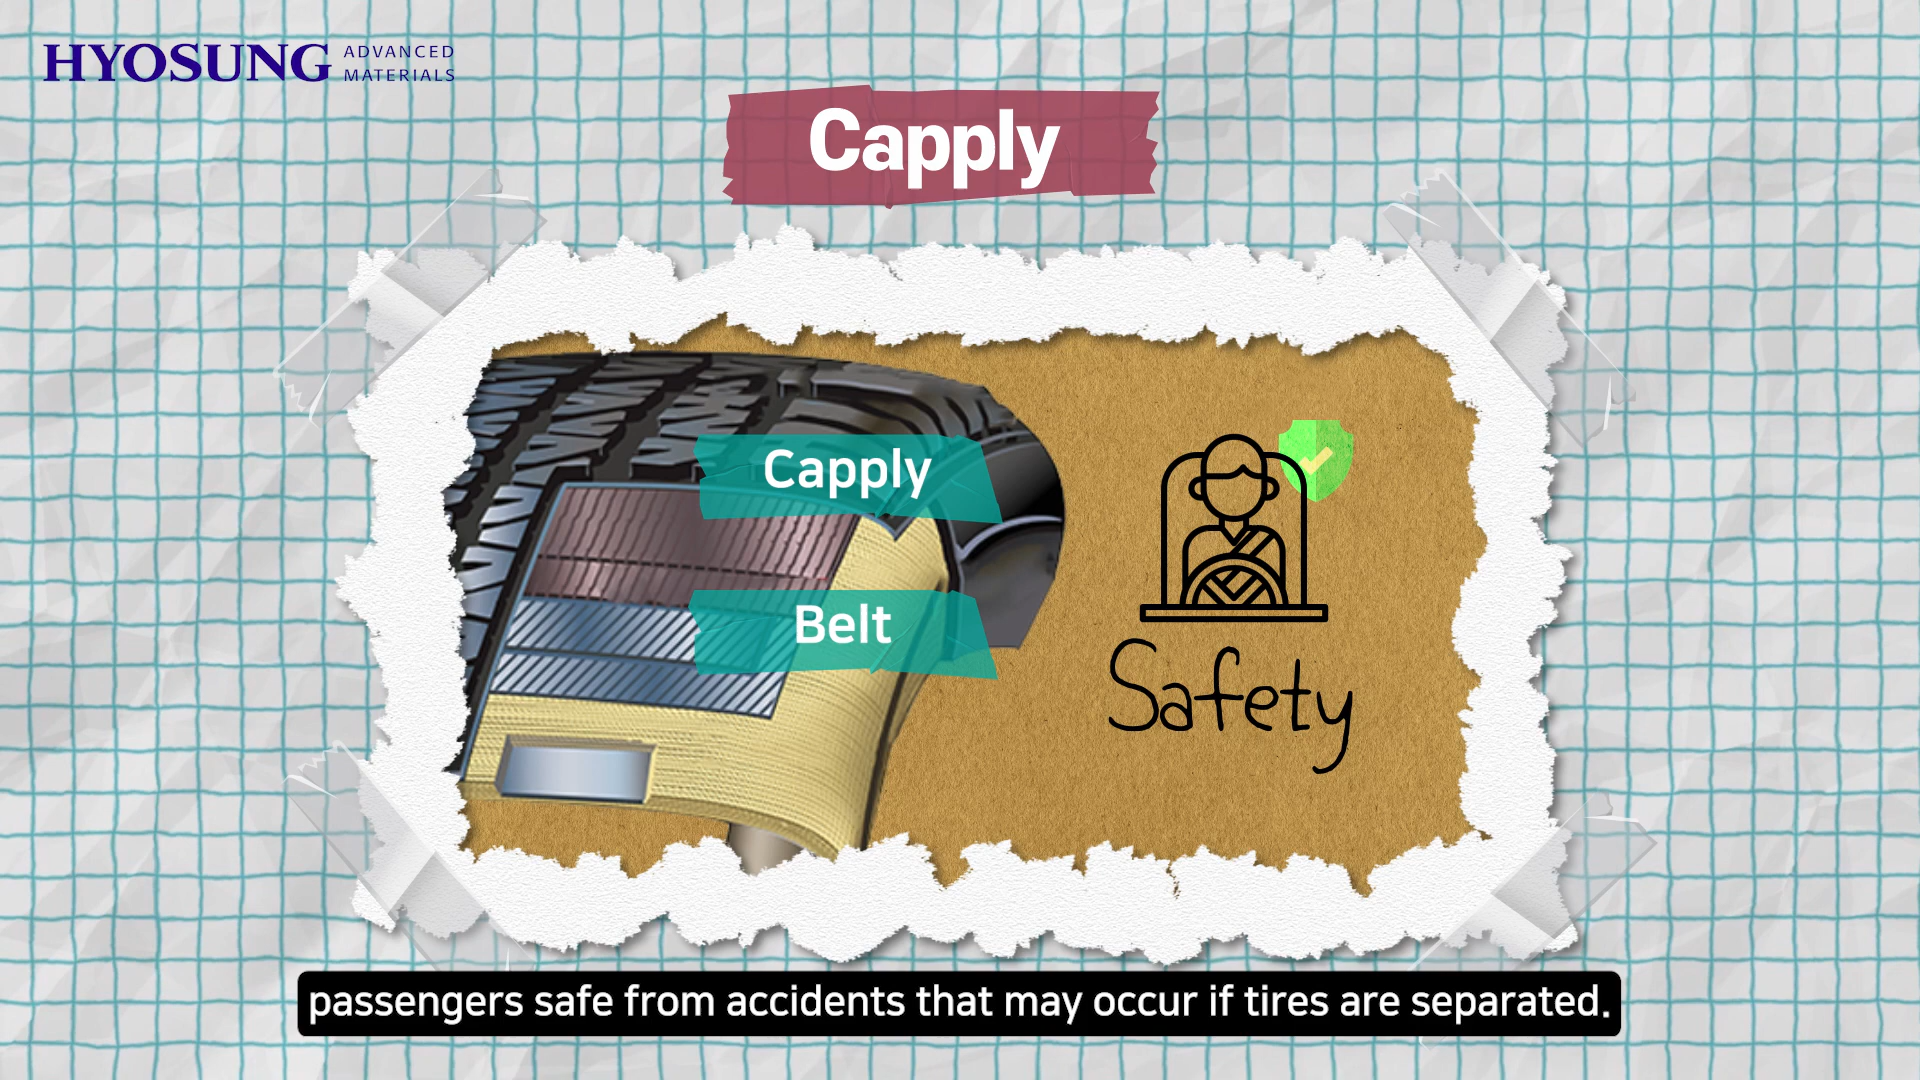 HYOSUNG ADVANCED
MATERIALS
Capply
Capply
Belt
Safety
passengers safe from accidents that may occur if tires are separated.